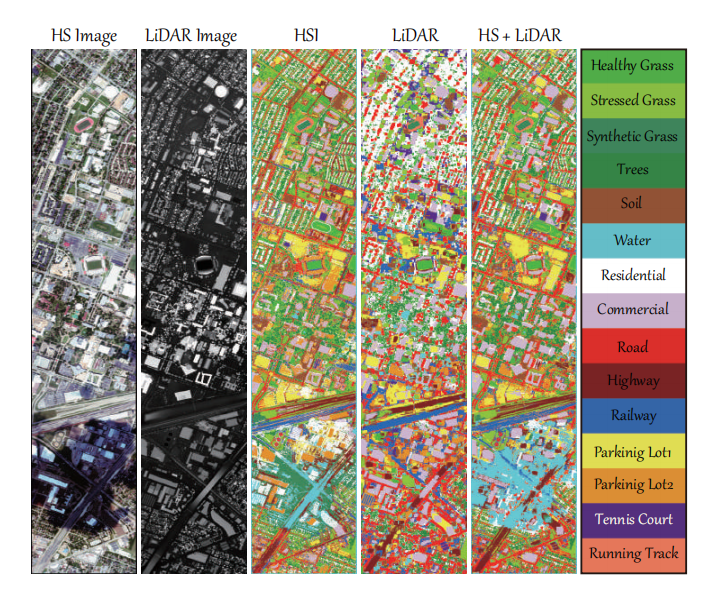 HS Image LiDAR Image HSI LiDAR HS + LiDAR
Healthy Grass
Stressed Grass
Synthetic Grass
Trees
Soil
Water
Residential
Commercial
Road
Highway
Railway
Parkinig Lot1
Parkinig Lot2
Tennis Court
Running Track